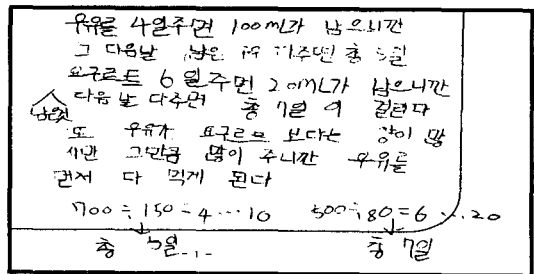 우유를 4일주면 100ml가 남으니깐
그 다음날 남은 거 마저주면 총 5일
요구르트 6일주면 20ml가 남으니깐
남은것 다음날 다주면 총 7일이 걸린다
또 우유가 요구르트 보다는 양이 많
지만 그만큼 많이 주니깐 우유를
먼저 다 먹게 된다
700÷150=4…10 500÷80=6…20
총 5일 총 7일